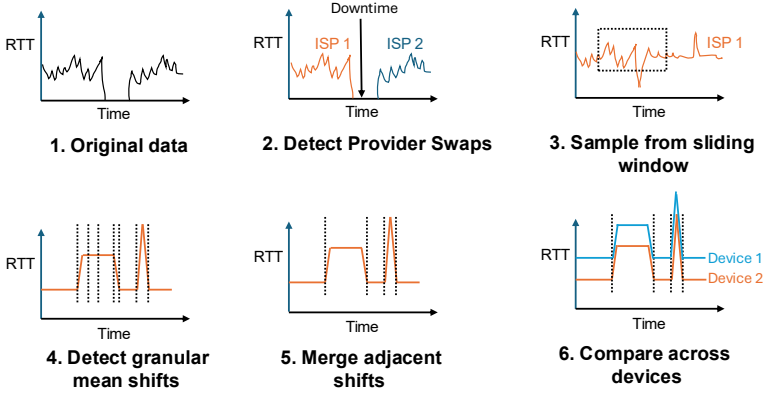 RTT
Time
1. Original data
Downtime
RTT
ISP 1
ISP 2
Time
2. Detect Provider Swaps
RTT
ISP 1
Time
3. Sample from sliding
window
RTT
Time
4. Detect granular
mean shifts
RTT
Time
5. Merge adjacent
shifts
RTT
Device 1
Device 2
Time
6. Compare across
devices